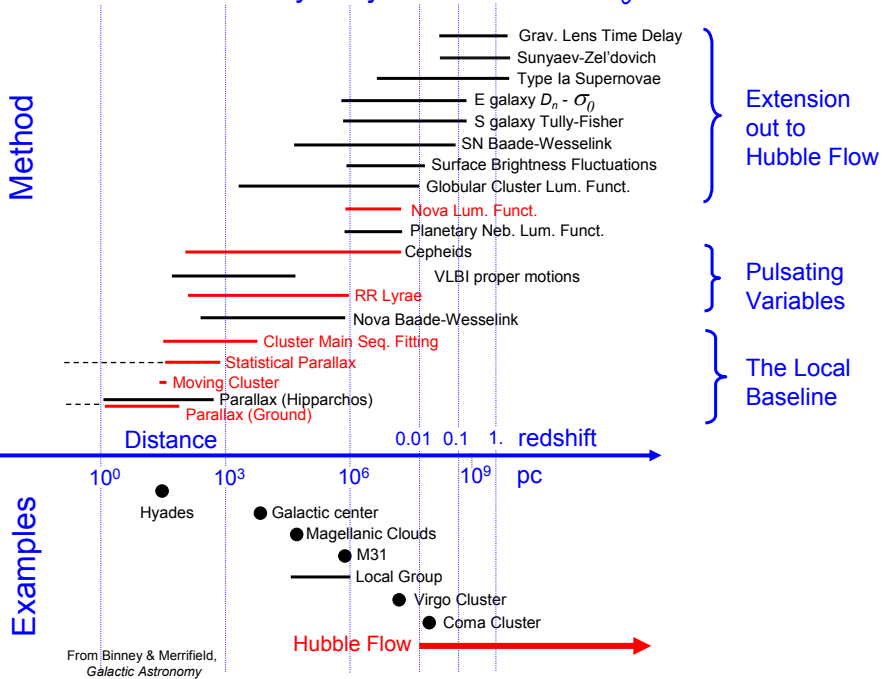 Method
Grav. Lens Time Delay
Sunyaev-Zel'dovich
Type Ia Supernovae
E galaxy Dn - σ0
S galaxy Tully-Fisher
SN Baade-Wesselink
Surface Brightness Fluctuations
Globular Cluster Lum. Funct.
Nova Lum. Funct.
Planetary Neb. Lum. Funct.
Cepheids
VLBI proper motions
RR Lyrae
Nova Baade-Wesselink
Cluster Main Seq. Fitting
Statistical Parallax
Moving Cluster
Parallax (Hipparchos)
Parallax (Ground)
Extension
out to
Hubble Flow
Pulsating
Variables
The Local
Baseline
Distance
0.01 0.1 1. redshift
10⁰ 10³ 10⁶ 10⁹ pc
Examples
Hyades
Galactic center
Magellanic Clouds
M31
Local Group
Virgo Cluster
Coma Cluster
Hubble Flow
From Binney & Merrifield,
Galactic Astronomy